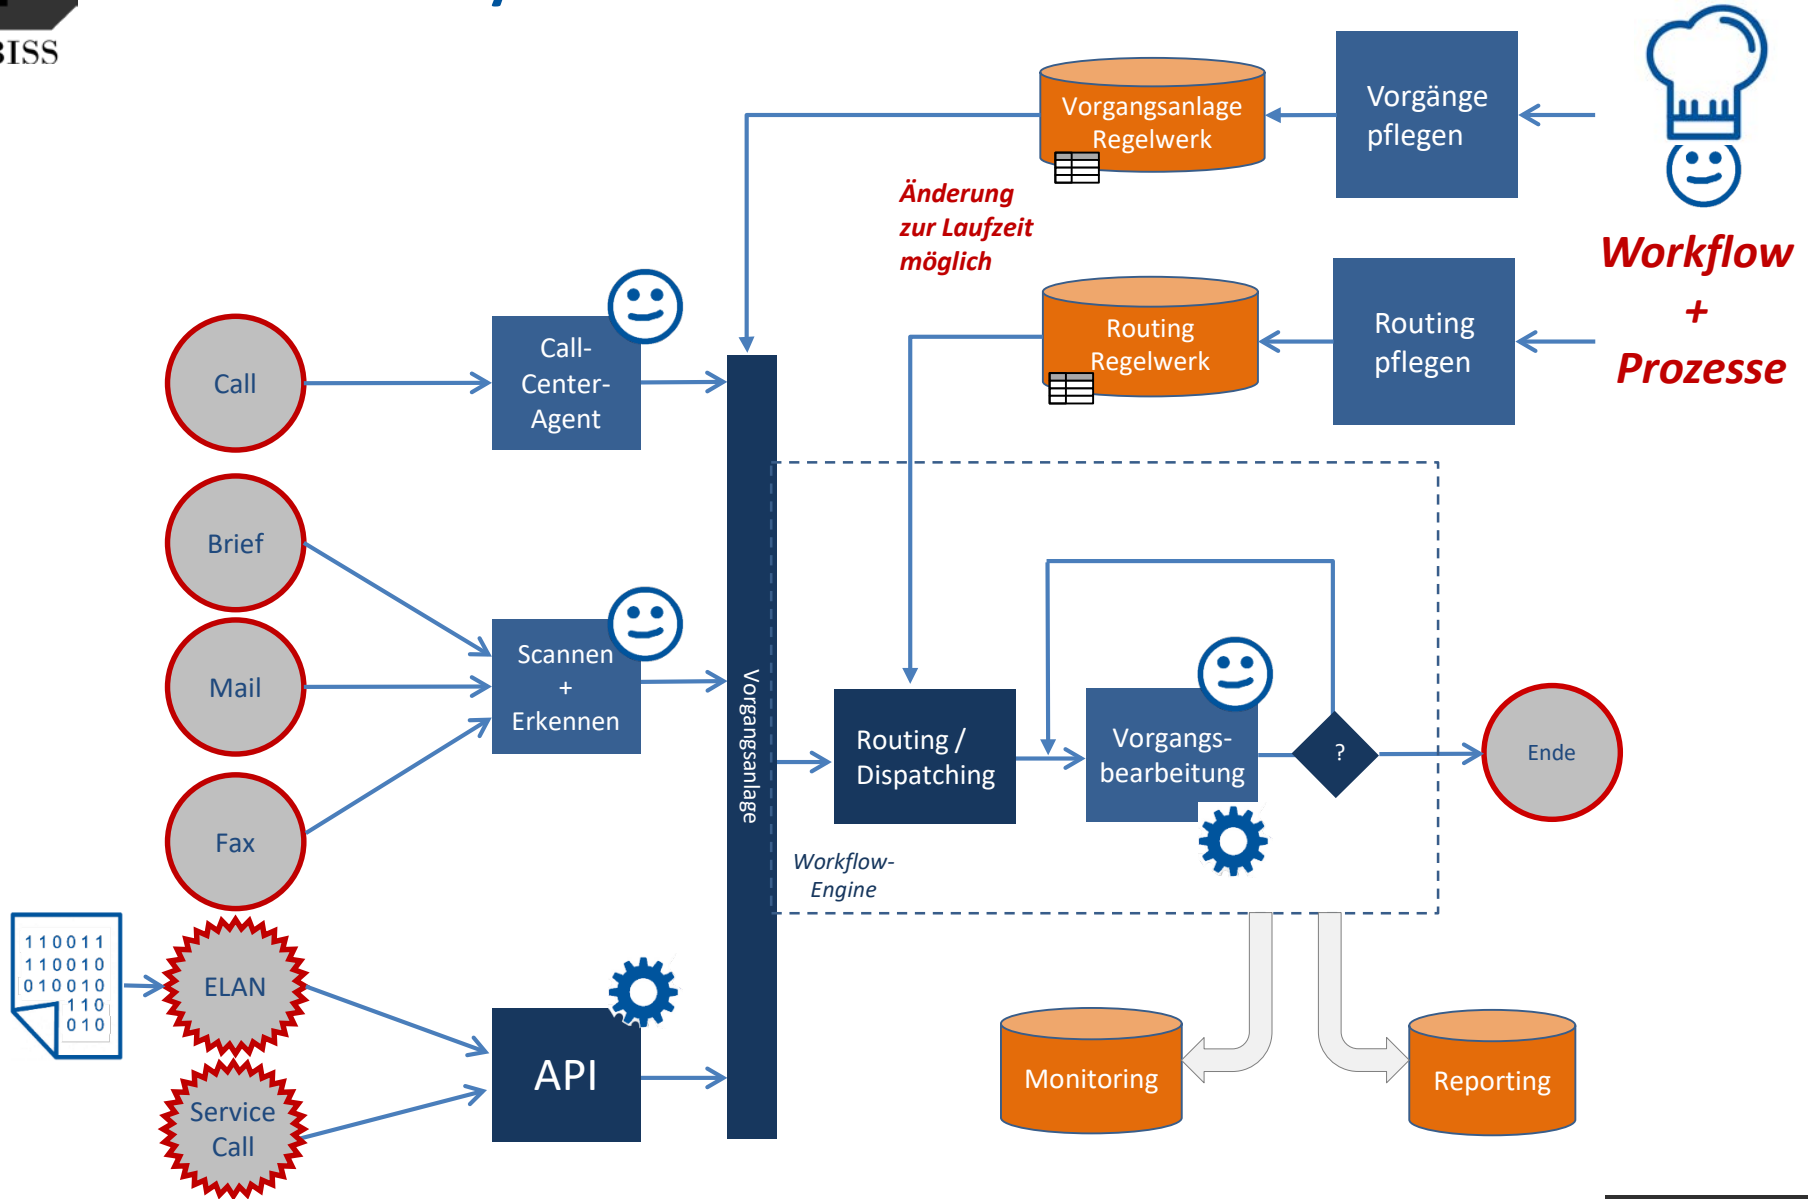 BISS
Vorgangsanlage
Regelwerk
Vorgänge
pflegen
Änderung
zur Laufzeit
möglich
Workflow
+
Prozesse
Routing
Regelwerk
Routing
pflegen
Call
Call-
Center-
Agent
Brief
Mail
Fax
Scannen
+
Erkennen
Vorgangsanlage
Routing /
Dispatching
Vorgangs-
bearbeitung
?
Ende
Workflow-
Engine
110011
110010
010010
110
010
ELAN
Service
Call
API
Monitoring
Reporting